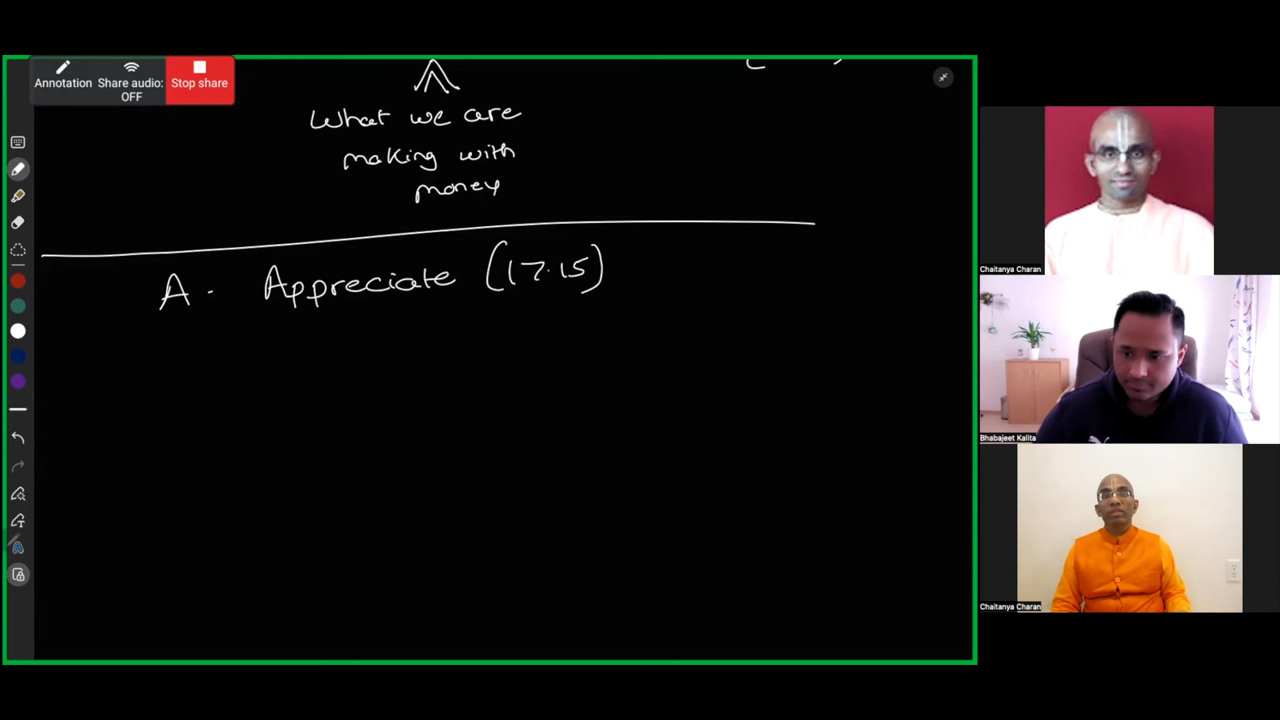 Annotation
Share audio:
OFF
Stop share
What we are
making with
money
A. Appreciate (17.15)
Chaitanya Charan
Bhabajeet Kalita
Chaitanya Charan